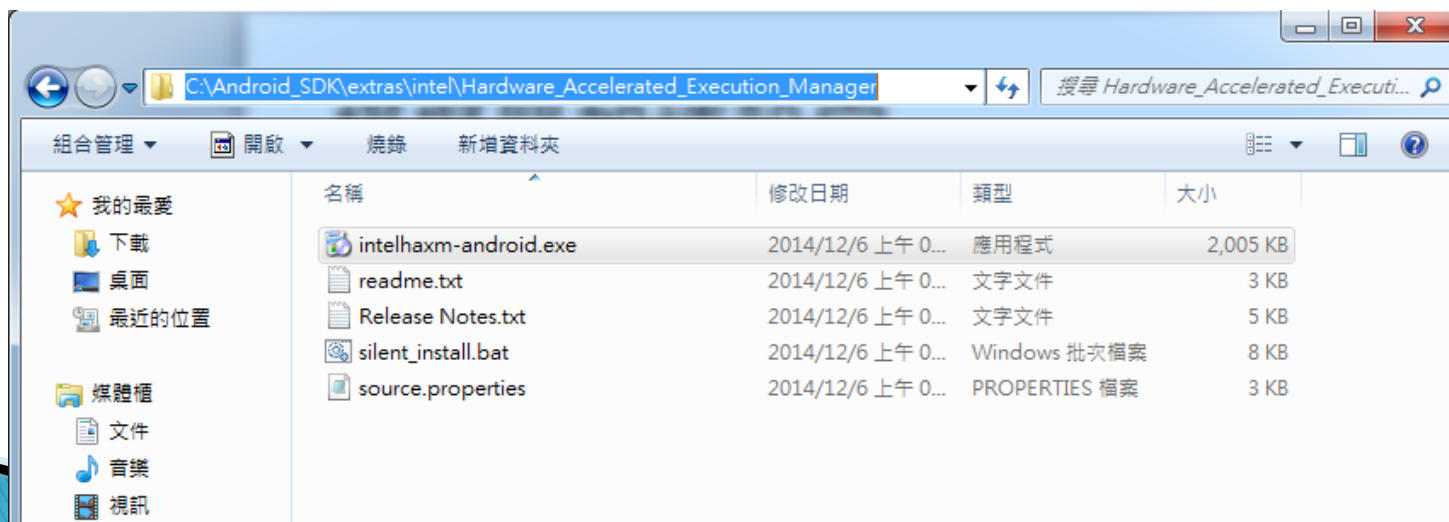 C:\Android_SDK\extras\intel\Hardware_Accelerated_Execution_Manager
搜尋 Hardware_Accelerated_Executi...
組合管理 開啟 燒錄 新增資料夾
我的最愛
下載
桌面
最近的位置
媒體櫃
文件
音樂
視訊
名稱 修改日期 類型 大小
intelhaxm-android.exe 2014/12/6 上午 0... 應用程式 2,005 KB
readme.txt 2014/12/6 上午 0... 文字文件 3 KB
Release Notes.txt 2014/12/6 上午 0... 文字文件 5 KB
silent_install.bat 2014/12/6 上午 0... Windows 批次檔案 8 KB
source.properties 2014/12/6 上午 0... PROPERTIES 檔案 3 KB